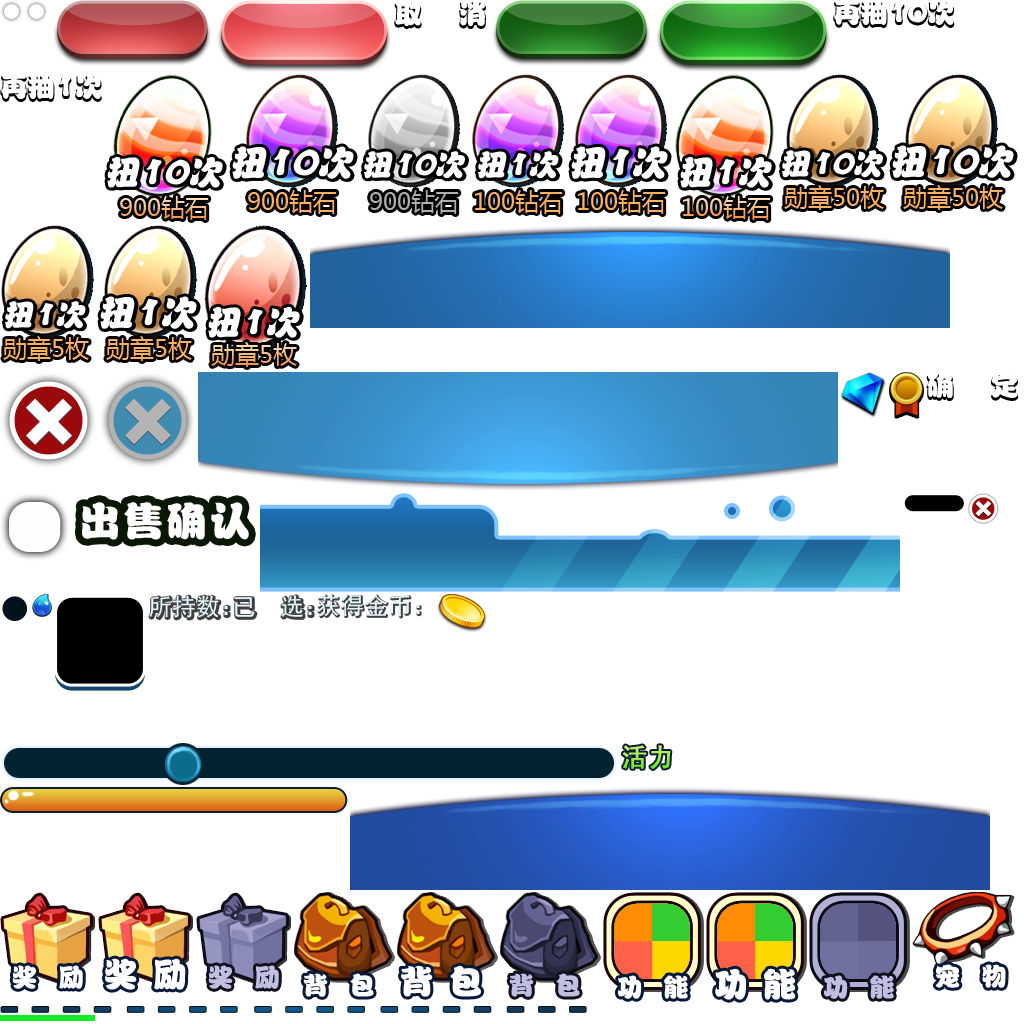 取 消
再抽10次
再抽1次
扭10次
900钻石
扭10次
900钻石
扭10次
900钻石
扭1次
100钻石
扭1次
100钻石
扭1次
100钻石
扭10次
勋章50枚
扭10次
勋章50枚
扭1次
勋章5枚
扭1次
勋章5枚
扭1次
勋章5枚
确 定
出售确认
所持数:已 选:获得金币:
活力
奖 励
奖 励
奖 励
背 包
背 包
背 包
功 能
功 能
功 能
宠 物